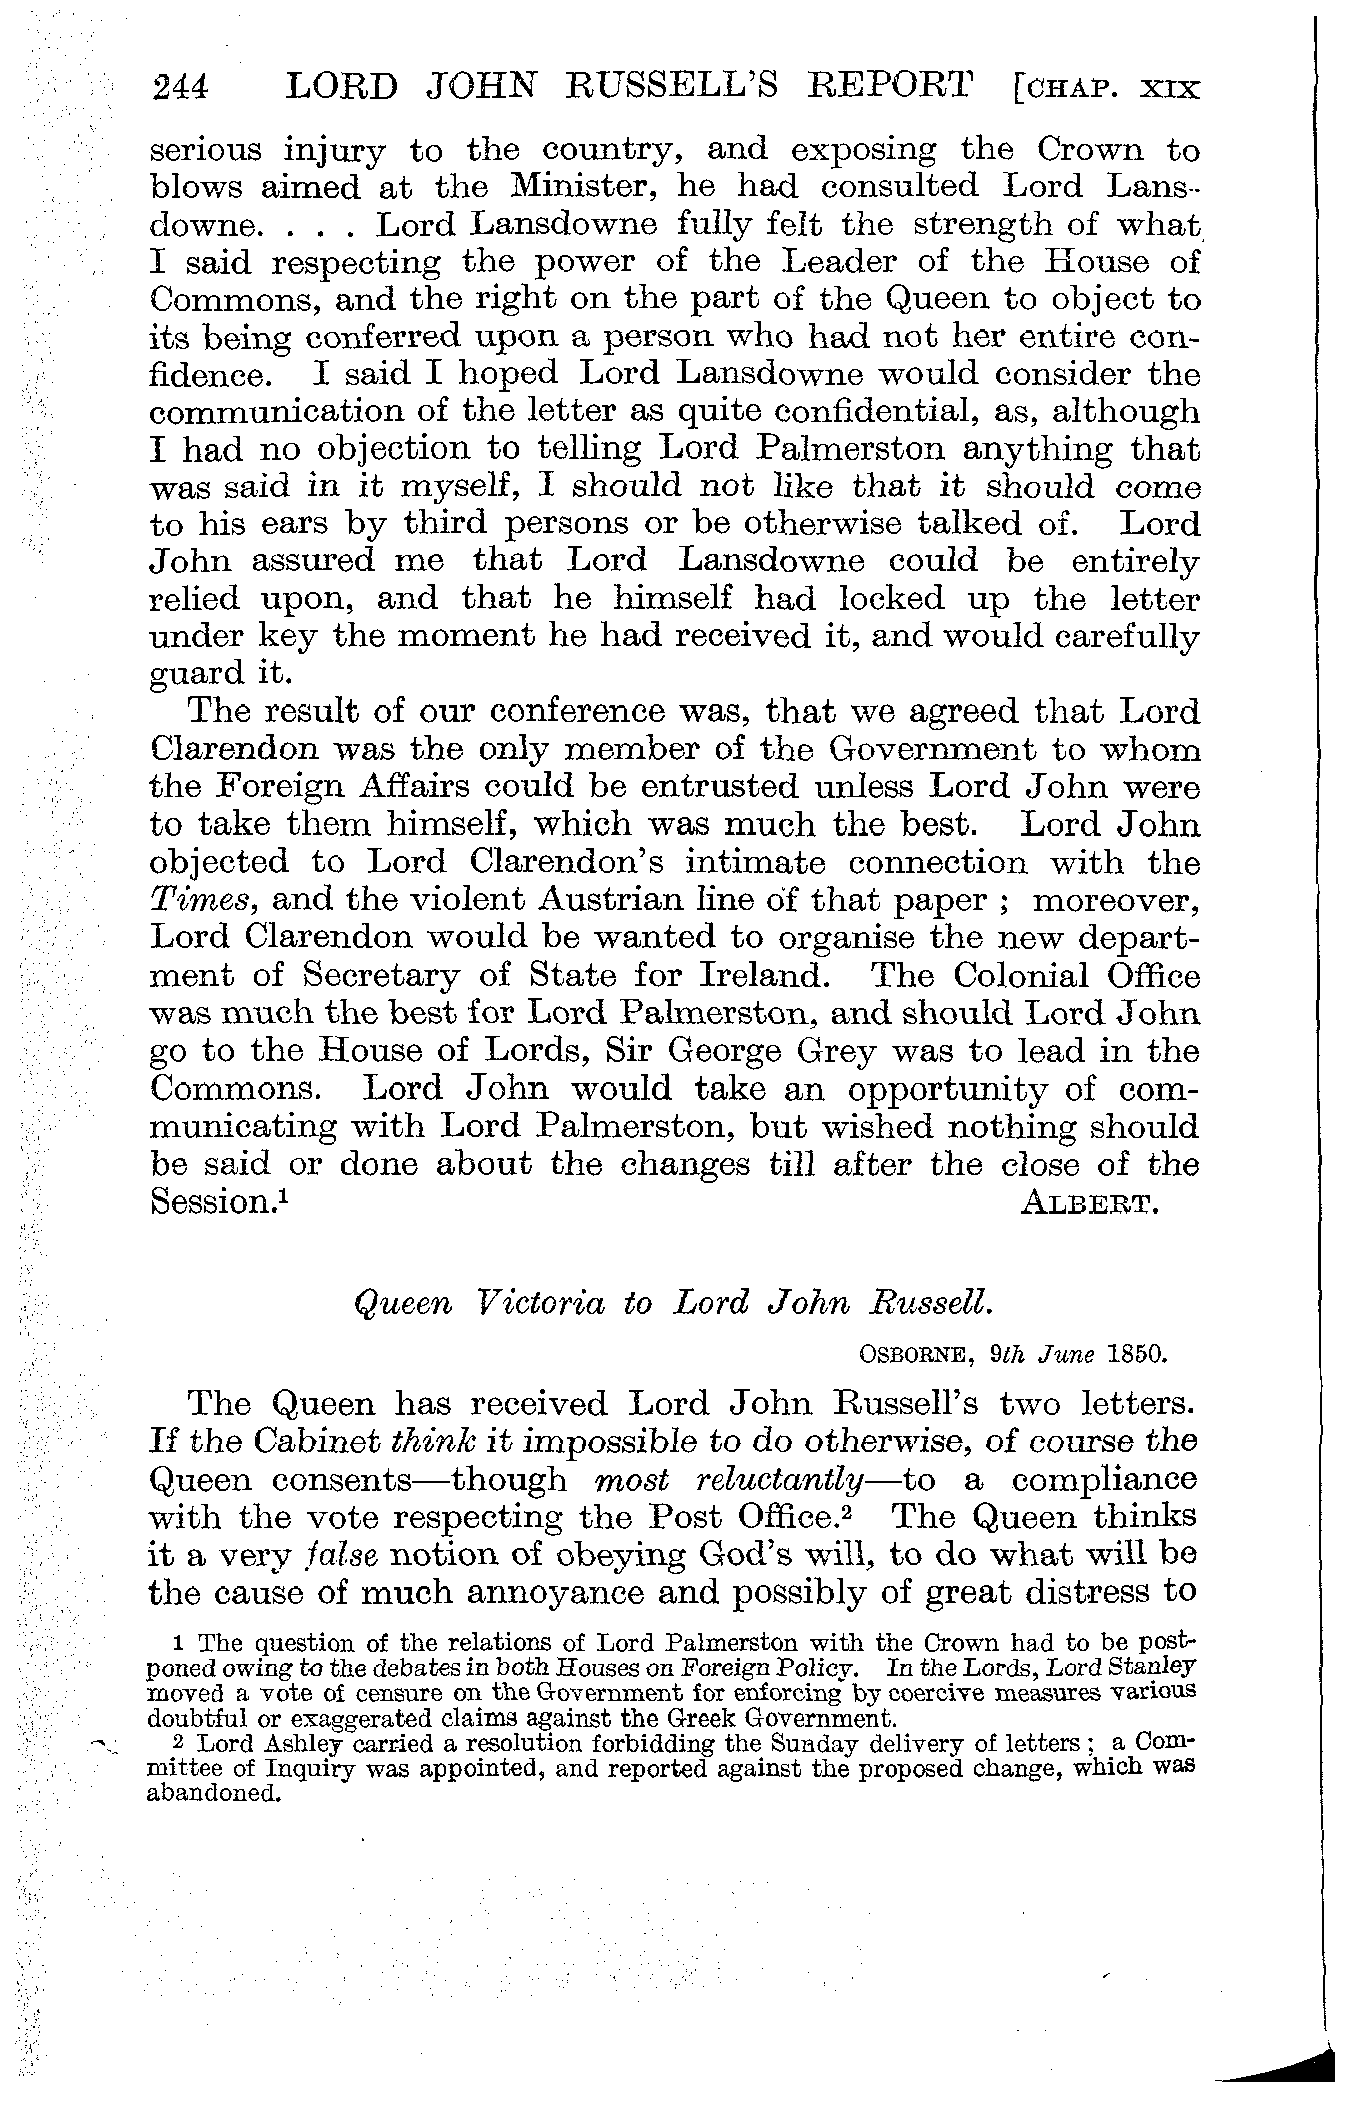 244 LORD JOHN RUSSELL'S REPORT [CHAP. XIX
serious injury to the country, and exposing the Crown to
blows aimed at the Minister, he had consulted Lord Lans-
downe. . . . Lord Lansdowne fully felt the strength of what
I said respecting the power of the Leader of the House of
Commons, and the right on the part of the Queen to object to
its being conferred upon a person who had not her entire con-
fidence. I said I hoped Lord Lansdowne would consider the
communication of the letter as quite confidential, as, although
I had no objection to telling Lord Palmerston anything that
was said in it myself, I should not like that it should come
to his ears by third persons or be otherwise talked of. Lord
John assured me that Lord Lansdowne could be entirely
relied upon, and that he himself had locked up the letter
under key the moment he had received it, and would carefully
guard it.
The result of our conference was, that we agreed that Lord
Clarendon was the only member of the Government to whom
the Foreign Affairs could be entrusted unless Lord John were
to take them himself, which was much the best. Lord John
objected to Lord Clarendon's intimate connection with the
Times, and the violent Austrian line of that paper ; moreover,
Lord Clarendon would be wanted to organise the new depart-
ment of Secretary of State for Ireland. The Colonial Office
was much the best for Lord Palmerston, and should Lord John
go to the House of Lords, Sir George Grey was to lead in the
Commons. Lord John would take an opportunity of com-
municating with Lord Palmerston, but wished nothing should
be said or done about the changes till after the close of the
Session.¹ ALBERT.
Queen Victoria to Lord John Russell.
OSBORNE, 9th June 1850.
The Queen has received Lord John Russell's two letters.
If the Cabinet think it impossible to do otherwise, of course the
Queen consents—though most reluctantly—to a compliance
with the vote respecting the Post Office.² The Queen thinks
it a very false notion of obeying God's will, to do what will be
the cause of much annoyance and possibly of great distress to
1 The question of the relations of Lord Palmerston with the Crown had to be post-
poned owing to the debates in both Houses on Foreign Policy. In the Lords, Lord Stanley
moved a vote of censure on the Government for enforcing by coercive measures various
doubtful or exaggerated claims against the Greek Government.
2 Lord Ashley carried a resolution forbidding the Sunday delivery of letters ; a Com-
mittee of Inquiry was appointed, and reported against the proposed change, which was
abandoned.